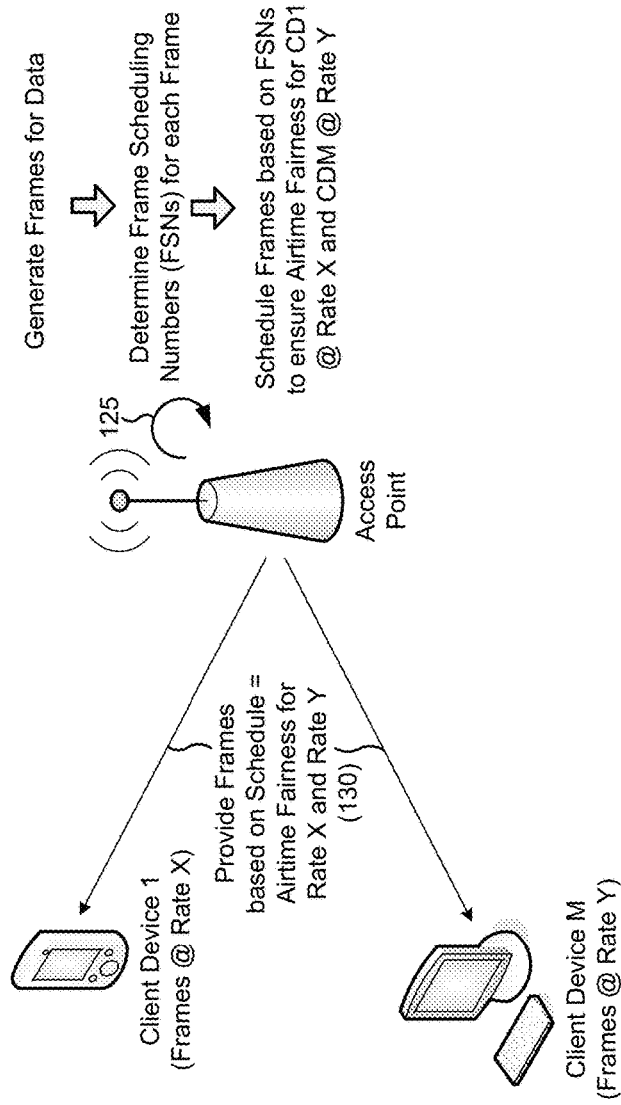 Generate Frames for Data
Determine Frame Scheduling
Numbers (FSNs) for each Frame
Schedule Frames based on FSNs
to ensure Airtime Fairness for CD1
@ Rate X and CDM @ Rate Y
125
Access
Point
Provide Frames
based on Schedule =
Airtime Fairness for
Rate X and Rate Y
(130)
Client Device 1
(Frames @ Rate X)
Client Device M
(Frames @ Rate Y)